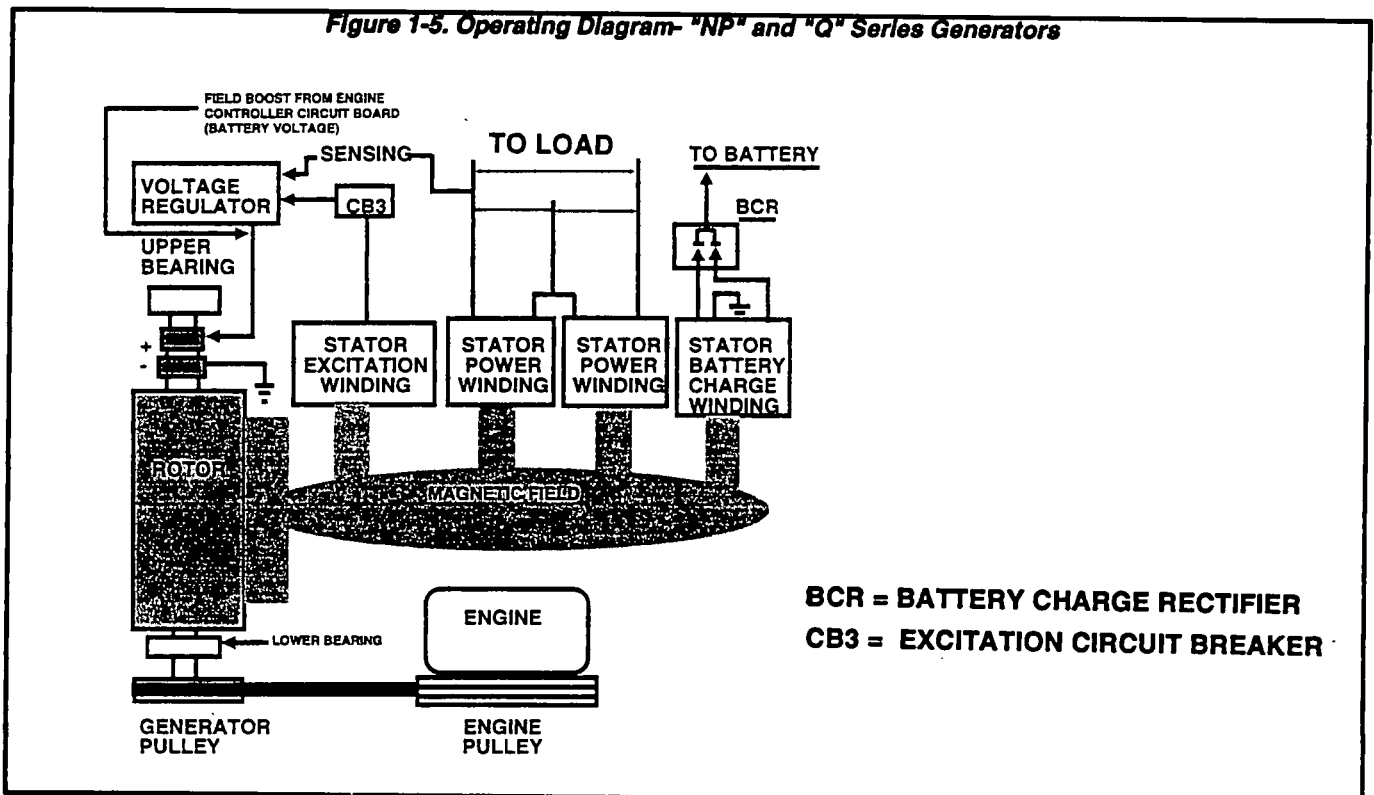 Figure 1-5. Operating Diagram- "NP" and "Q" Series Generators
FIELD BOOST FROM ENGINE
CONTROLLER CIRCUIT BOARD
(BATTERY VOLTAGE)
SENSING
TO LOAD
TO BATTERY
VOLTAGE
REGULATOR
CB3
BCR
UPPER
BEARING
+
-
STATOR
EXCITATION
WINDING
STATOR
POWER
WINDING
STATOR
POWER
WINDING
STATOR
BATTERY
CHARGE
WINDING
ROTOR
MAGNETIC FIELD
ENGINE
LOWER BEARING
BCR = BATTERY CHARGE RECTIFIER
CB3 = EXCITATION CIRCUIT BREAKER
GENERATOR
PULLEY
ENGINE
PULLEY